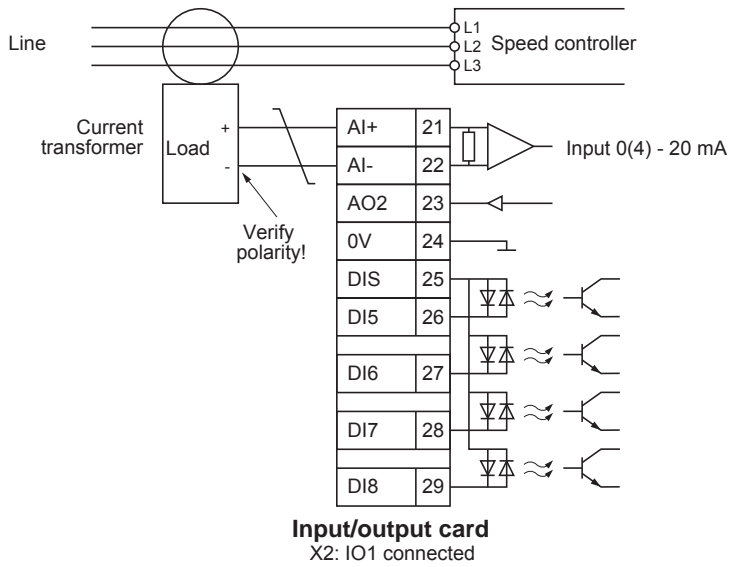 Line
L1
L2
L3
Speed controller
Current
transformer
Load
+
-
Verify
polarity!
AI+ 21
AI- 22
AO2 23
0V 24
DIS 25
DI5 26
DI6 27
DI7 28
DI8 29
Input 0(4) - 20 mA
Input/output card
X2: IO1 connected